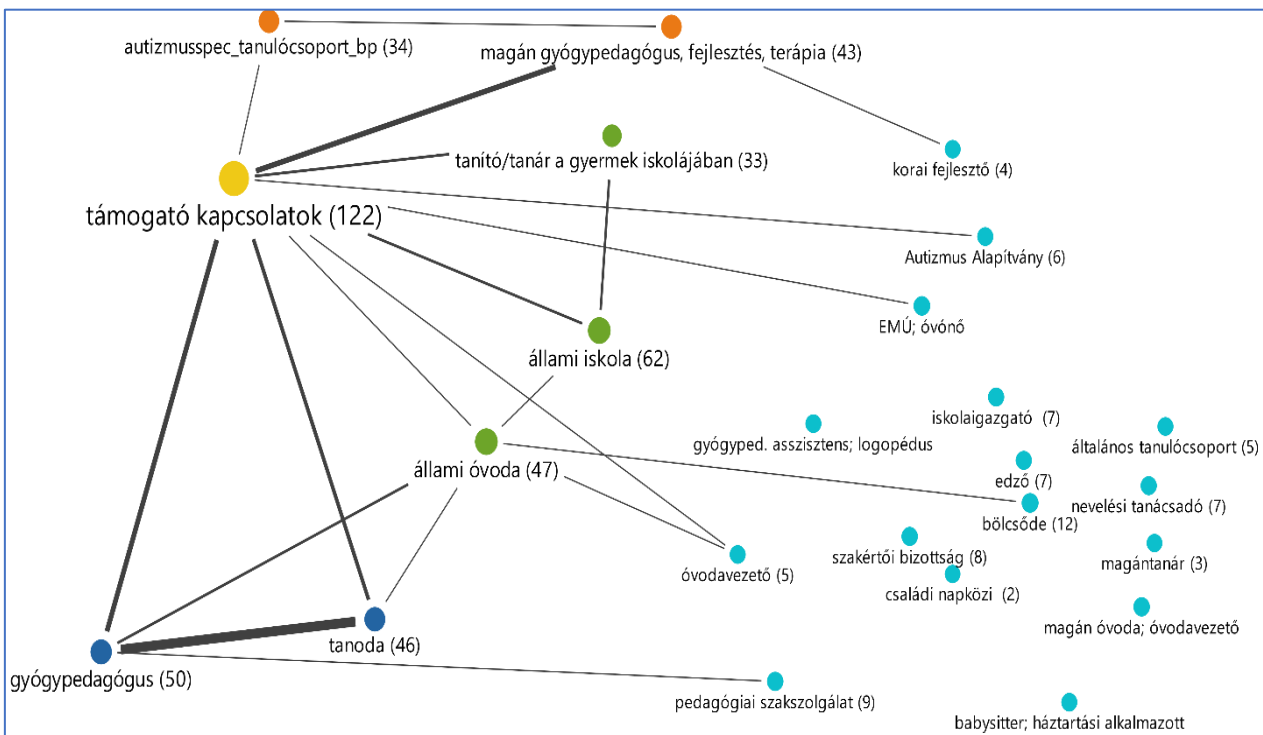 autizmusspec_tanulócsoport_bp (34)
magán gyógypedagógus, fejlesztés, terápia (43)
tanító/tanár a gyermek iskolájában (33)
korai fejlesztő (4)
támogató kapcsolatok (122)
Autizmus Alapítvány (6)
EMÜ; óvónő
állami iskola (62)
iskolaigazgató (7)
gyógyped. asszisztens; logopédus
általános tanulócsoport (5)
állami óvoda (47)
edző (7)
nevelési tanácsadó (7)
bölcsőde (12)
szakértői bizottság (8)
magántanár (3)
óvodavezető (5)
családi napközi (2)
magán óvoda; óvodavezető
tanoda (46)
gyógypedagógus (50)
pedagógiai szakszolgálat (9)
babysitter; háztartási alkalmazott